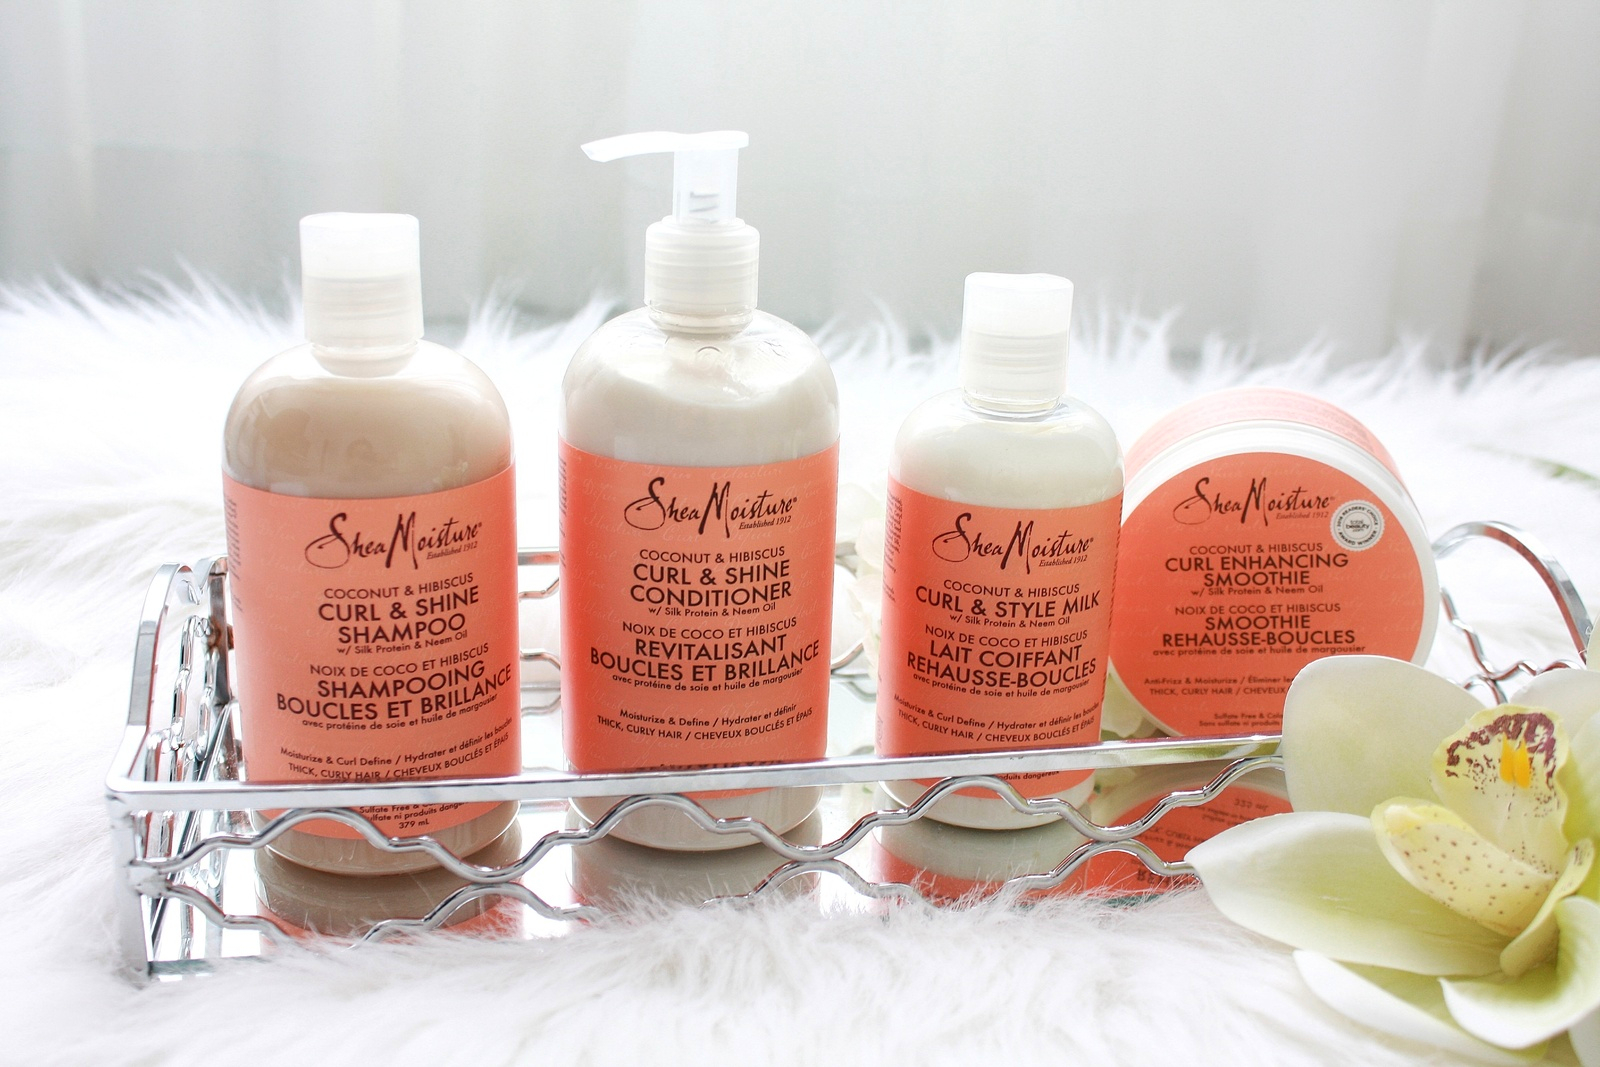 SheaMoisture®
Established 1912
COCONUT & HIBISCUS
CURL & SHINE
SHAMPOO
w/ Silk Protein & Neem Oil
NOIX DE COCO ET HIBISCUS
SHAMPOOING
BOUCLES ET BRILLANCE
avec protéine de soie et huile de margousier
Moisturize & Curl Define / Hydrater et définir les boucles
THICK, CURLY HAIR / CHEVEUX BOUCLÉS ET ÉPAIS
Sulfate Free &
379 mL
SheaMoisture®
Established 1912
COCONUT & HIBISCUS
CURL & SHINE
CONDITIONER
w/ Silk Protein & Neem Oil
NOIX DE COCO ET HIBISCUS
REVITALISANT
BOUCLES ET BRILLANCE
avec protéine de soie et huile de margousier
Moisturize & Define / Hydrater et définir
THICK, CURLY HAIR / CHEVEUX BOUCLÉS ET ÉPAIS
SheaMoisture®
Established 1912
COCONUT & HIBISCUS
CURL & STYLE MILK
w/ Silk Protein & Neem Oil
NOIX DE COCO ET HIBISCUS
LAIT COIFFANT
REHAUSSE-BOUCLES
avec protéine de soie et huile de margousier
Moisturize & Curl Define / Hydrater et définir les
THICK, CURLY HAIR / CHEVEUX BOUCLÉS ET ÉPAIS
SheaMoisture
Established 1912
COCONUT & HIBISCUS
CURL ENHANCING
SMOOTHIE
w/ Silk Protein & Neem Oil
NOIX DE COCO ET HIBISCUS
SMOOTHIE
REHAUSSE-BOUCLES
avec protéine de soie et huile de margousier
Anti-Frizz & Moisturize / Éliminer les
THICK, CURLY HAIR / CHEVEUX
Sulfate Free &